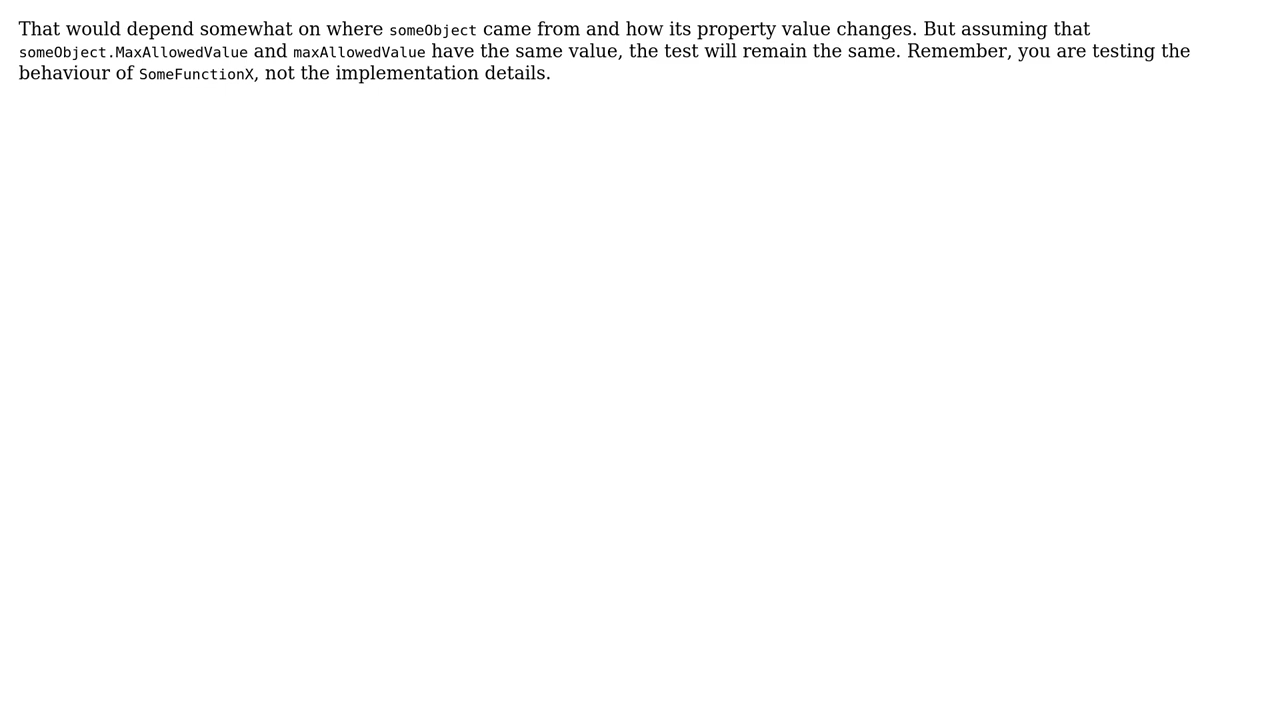 That would depend somewhat on where someObject came from and how its property value changes. But assuming that
someObject.MaxAllowedValue and maxAllowedValue have the same value, the test will remain the same. Remember, you are testing the
behaviour of SomeFunctionX, not the implementation details.